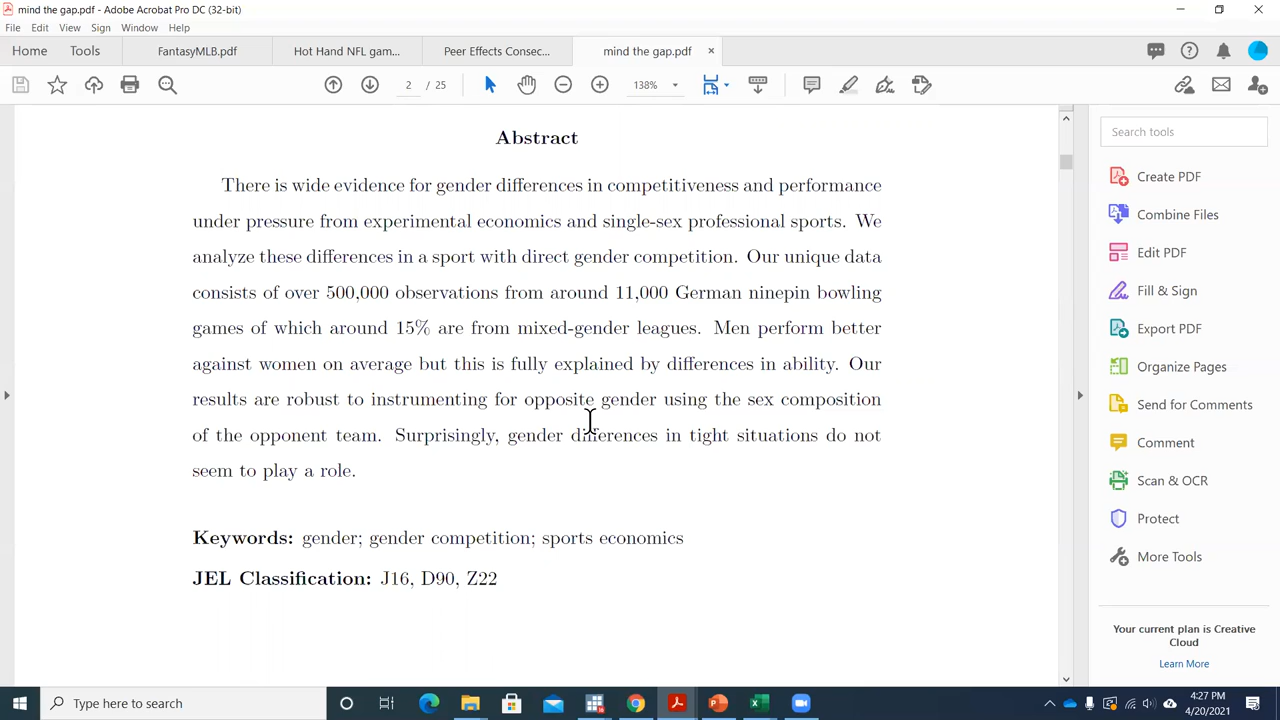 mind the gap.pdf - Adobe Acrobat Pro DC (32-bit)
File Edit View Sign Window Help
Home Tools FantasyMLB.pdf Hot Hand NFL gam... Peer Effects Consec... mind the gap.pdf ×
2 / 25 138%
Abstract
There is wide evidence for gender differences in competitiveness and performance
under pressure from experimental economics and single-sex professional sports. We
analyze these differences in a sport with direct gender competition. Our unique data
consists of over 500,000 observations from around 11,000 German ninepin bowling
games of which around 15% are from mixed-gender leagues. Men perform better
against women on average but this is fully explained by differences in ability. Our
results are robust to instrumenting for opposite gender using the sex composition
of the opponent team. Surprisingly, gender differences in tight situations do not
seem to play a role.
Keywords: gender; gender competition; sports economics
JEL Classification: J16, D90, Z22
Search tools
Create PDF
Combine Files
Edit PDF
Fill & Sign
Export PDF
Organize Pages
Send for Comments
Comment
Scan & OCR
Protect
More Tools
Your current plan is Creative
Cloud
Learn More
Type here to search
4:27 PM
4/20/2021